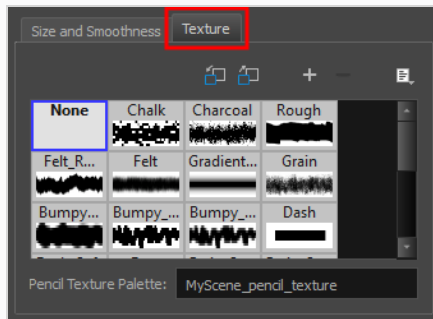 Size and Smoothness Texture
None Chalk Charcoal Rough
Felt_R... Felt Gradient... Grain
Bumpy... Bumpy_... Bumpy_... Dash
Pencil Texture Palette: MyScene_pencil_texture